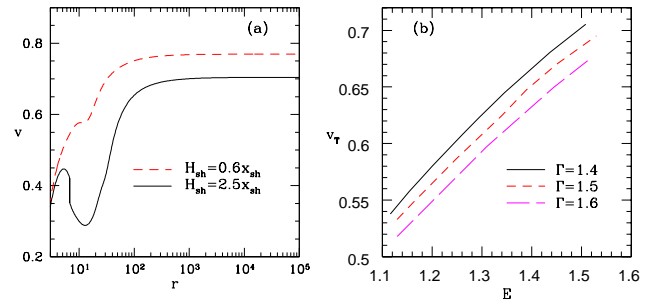 (a)
0.8
0.6
0.4
0.2
v
H_sh=0.6x_sh
H_sh=2.5x_sh
10^1
10^2
10^3
10^4
10^5
r
(b)
0.7
0.65
0.6
0.55
0.5
v_T
Γ=1.4
Γ=1.5
Γ=1.6
1.1
1.2
1.3
1.4
1.5
1.6
E